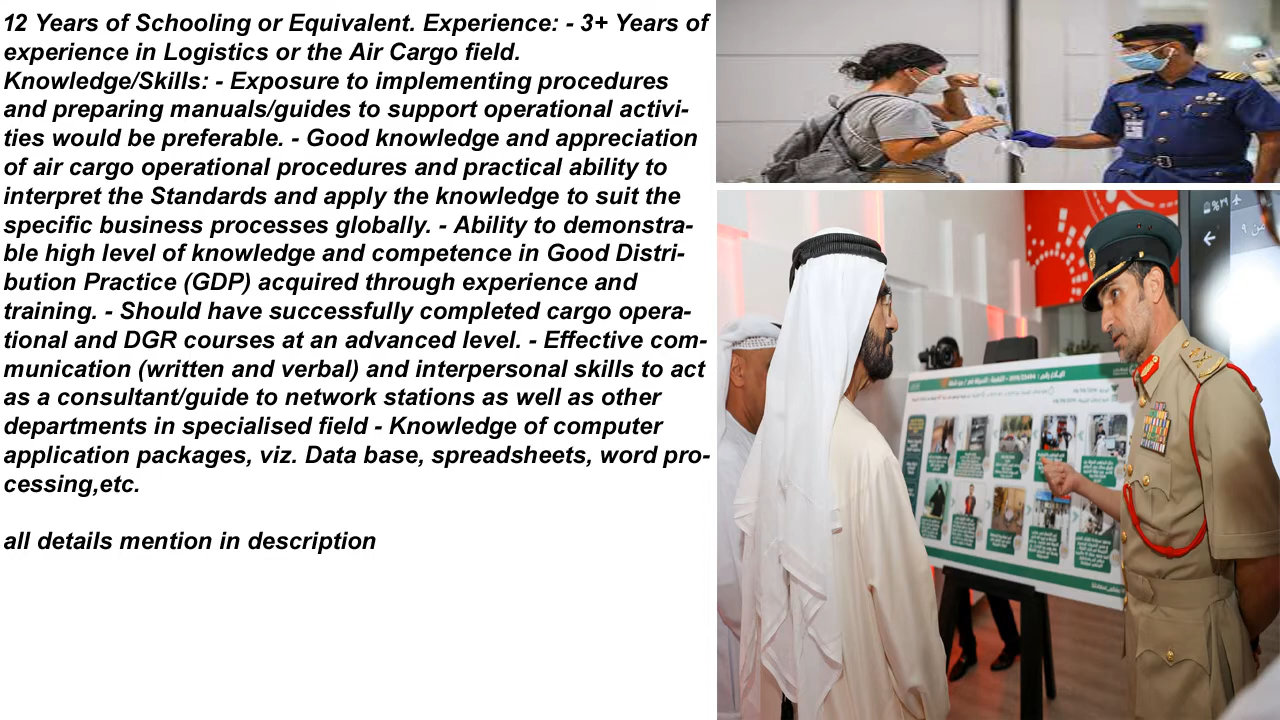 12 Years of Schooling or Equivalent. Experience: - 3+ Years of
experience in Logistics or the Air Cargo field.
Knowledge/Skills: - Exposure to implementing procedures
and preparing manuals/guides to support operational activi-
ties would be preferable. - Good knowledge and appreciation
of air cargo operational procedures and practical ability to
interpret the Standards and apply the knowledge to suit the
specific business processes globally. - Ability to demonstra-
ble high level of knowledge and competence in Good Distri-
bution Practice (GDP) acquired through experience and
training. - Should have successfully completed cargo opera-
tional and DGR courses at an advanced level. - Effective com-
munication (written and verbal) and interpersonal skills to act
as a consultant/guide to network stations as well as other
departments in specialised field - Knowledge of computer
application packages, viz. Data base, spreadsheets, word pro-
cessing,etc.
all details mention in description